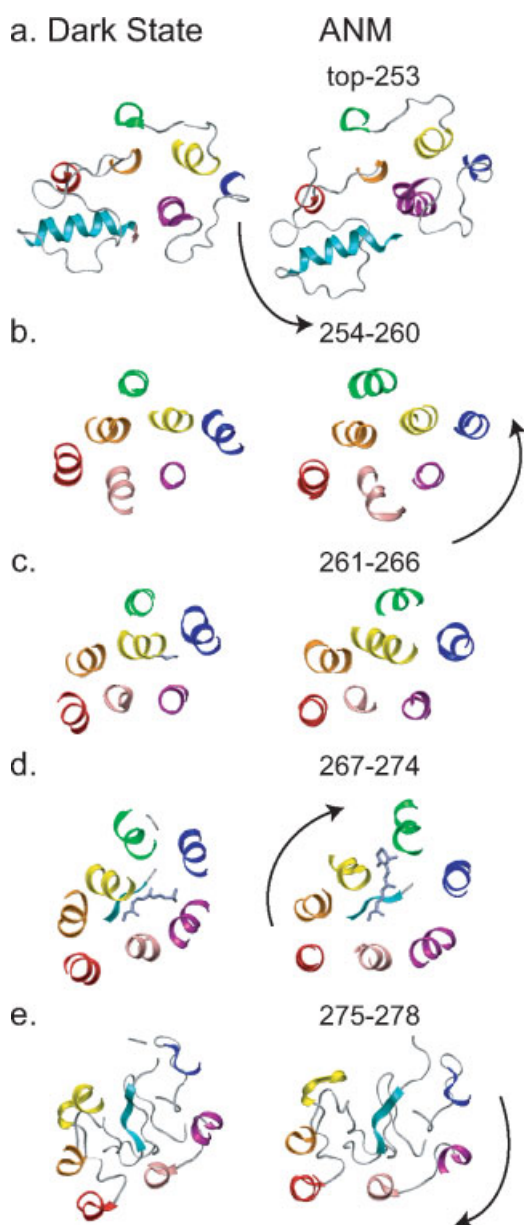 a. Dark State ANM
top-253
b. 254-260
c. 261-266
d. 267-274
e. 275-278